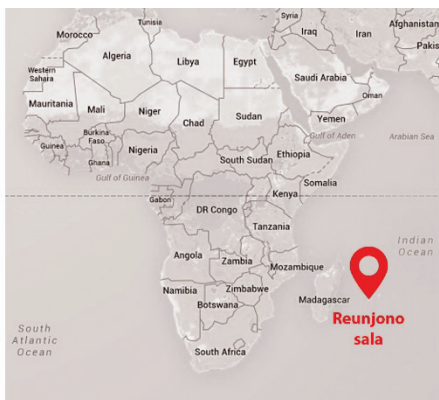 Syria
Afghanistan
Tunisia
Morocco
Iraq
Iran
Pakis
Algeria
Libya
Egypt
Western
Sahara
Saudi Arabia
Oman
Mauritania
Mali
Niger
Chad
Sudan
Yemen
Gulf of Aden
Arabian Sea
Burkina
Faso
Guinea
Ghana
Nigeria
South Sudan
Ethiopia
Gulf of Guinea
Somalia
Gabon
Kenya
DR Congo
Tanzania
Indian
Ocean
Angola
Zambia
Mozambique
Namibia
Zimbabwe
Botswana
Madagascar
Reunjono
sala
South
Atlantic
Ocean
South Africa